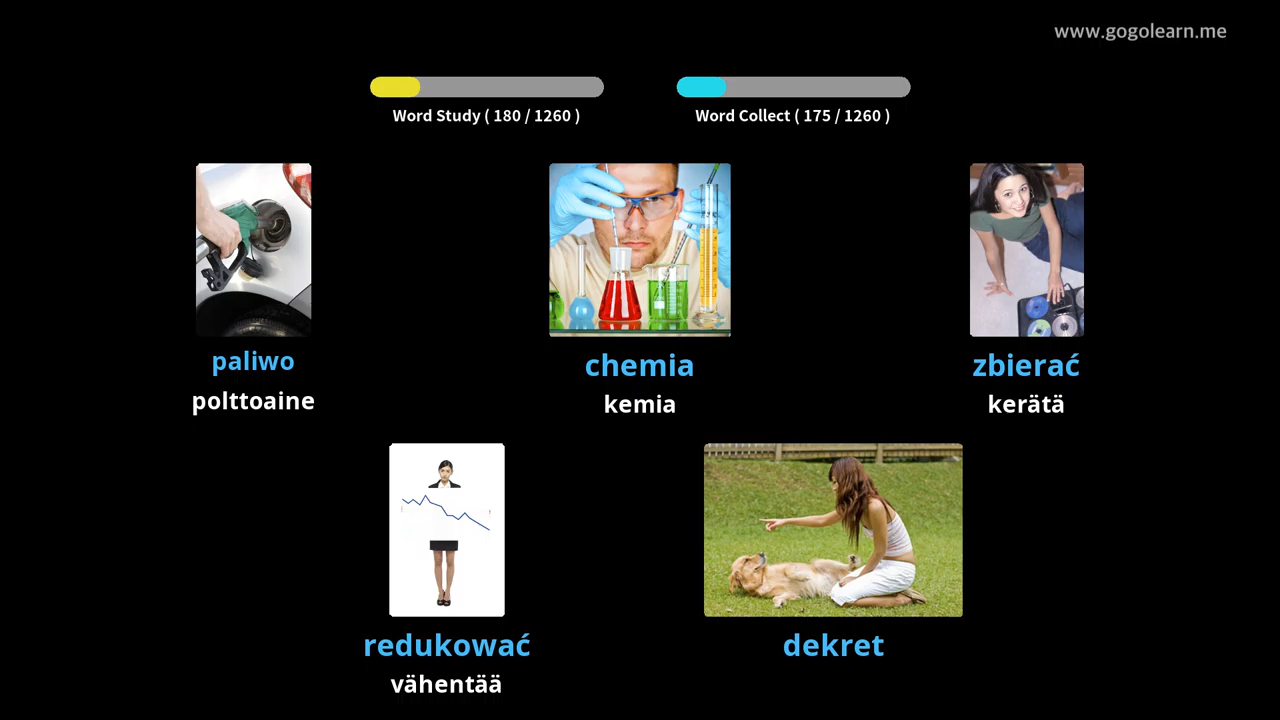 www.gogolearn.me
Word Study ( 180 / 1260 )
Word Collect ( 175 / 1260 )
paliwo
polttoaine
chemia
kemia
zbierać
kerätä
redukować
vähentää
dekret